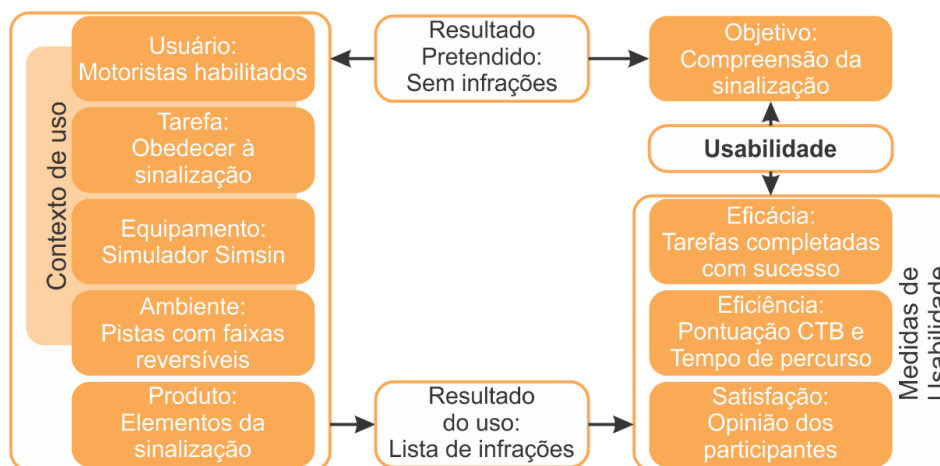 Contexto de uso
Usuário:
Motoristas habilitados
Tarefa:
Obedecer à
sinalização
Equipamento:
Simulador Simsin
Ambiente:
Pistas com faixas
reversíveis
Produto:
Elementos da
sinalização
Resultado
Pretendido:
Sem infrações
Resultado
do uso:
Lista de infrações
Objetivo:
Compreensão da
sinalização
Usabilidade
Eficácia:
Tarefas completadas
com sucesso
Eficiência:
Pontuação CTB e
Tempo de percurso
Satisfação:
Opinião dos
participantes
Medidas de
Usabilidade